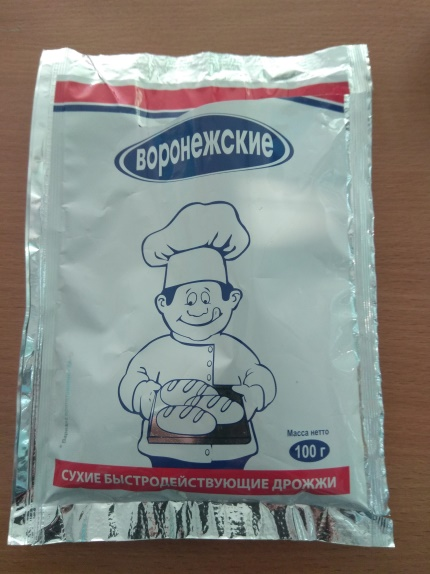 ВОРОНЕЖСКИЕ
Масса нетто
100 г
СУХИЕ БЫСТРОДЕЙСТВУЮЩИЕ ДРОЖЖИ